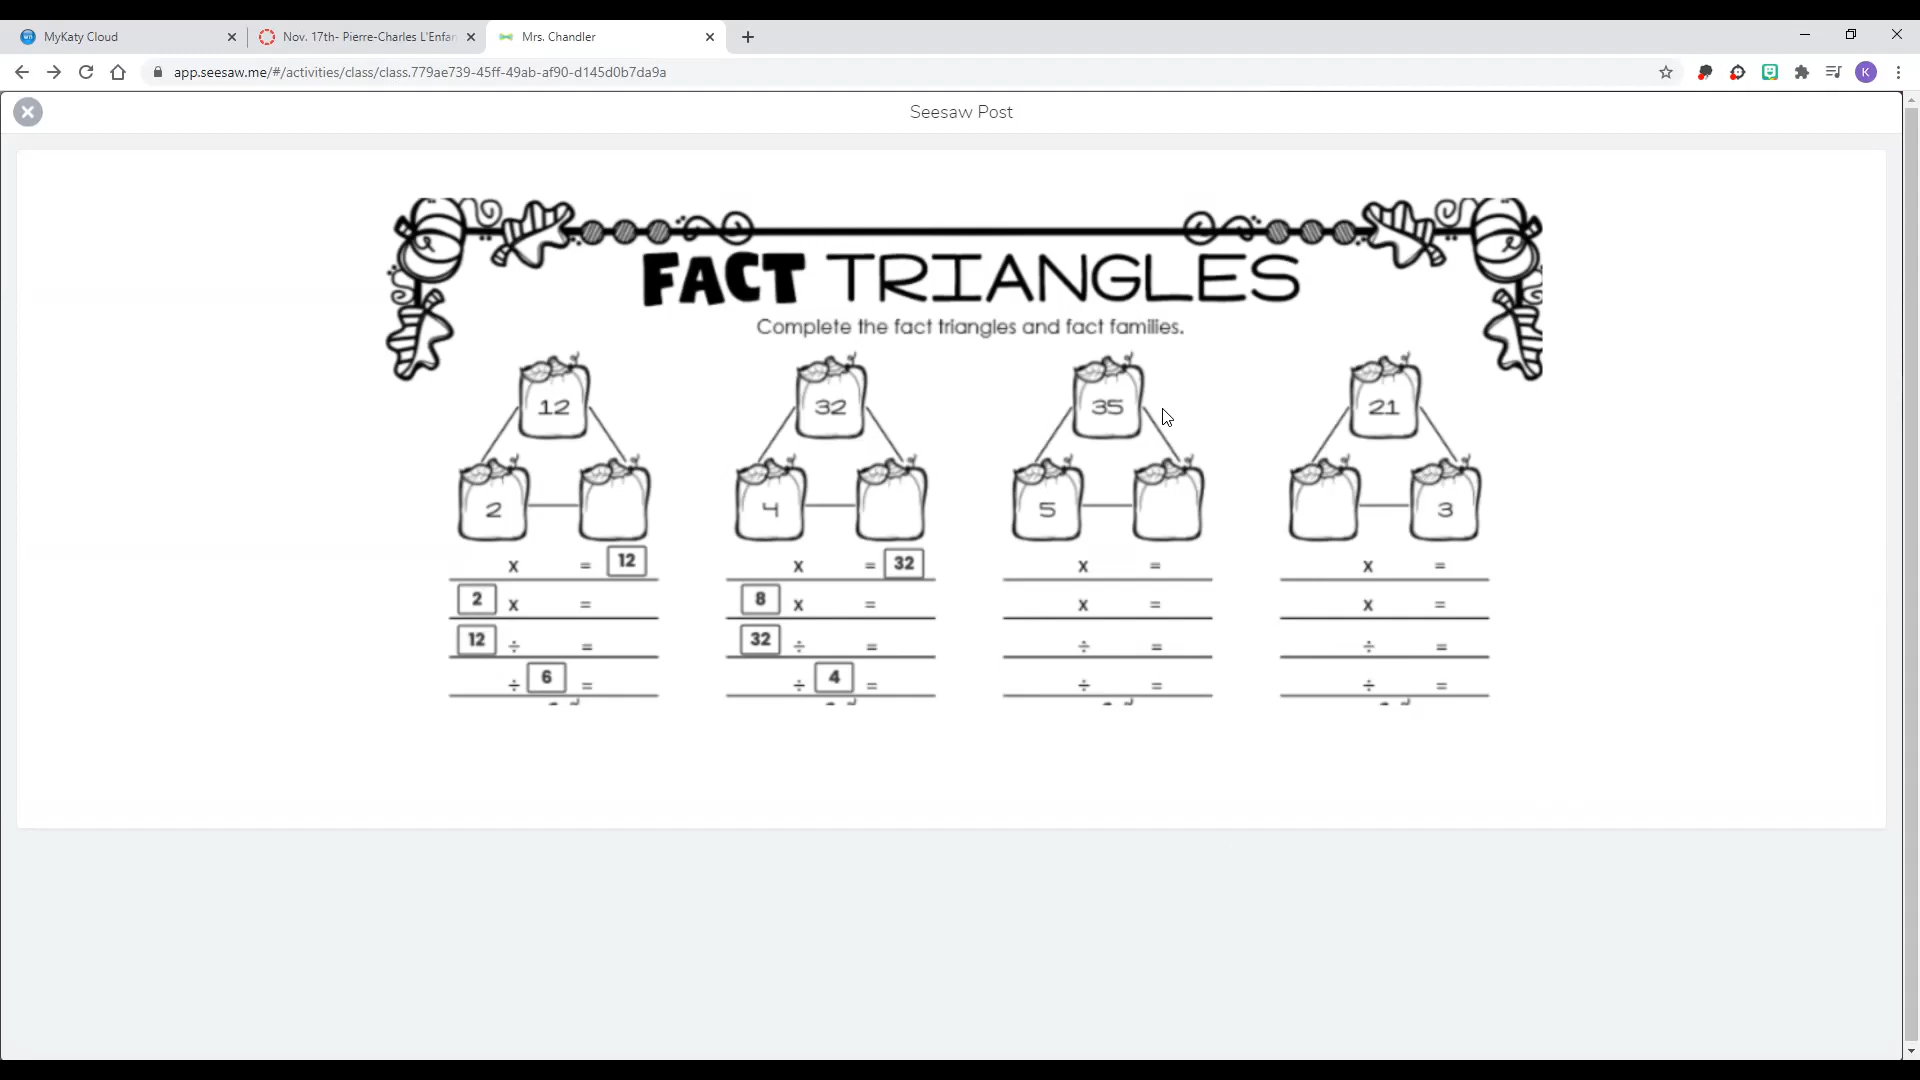 MyKaty Cloud
Nov. 17th- Pierre-Charles L'Enfan
Mrs. Chandler
app.seesaw.me/#/activities/class/class.779ae739-45ff-49ab-af90-d145d0b7da9a
K
Seesaw Post
FACT TRIANGLES
Complete the fact triangles and fact families.
12 32 35 21
2 4 5 3
x = 12 x = 32 x = x =
2 x = 8 x = x = x =
12 ÷ = 32 ÷ = ÷ = ÷ =
÷ 6 = ÷ 4 = ÷ = ÷ =